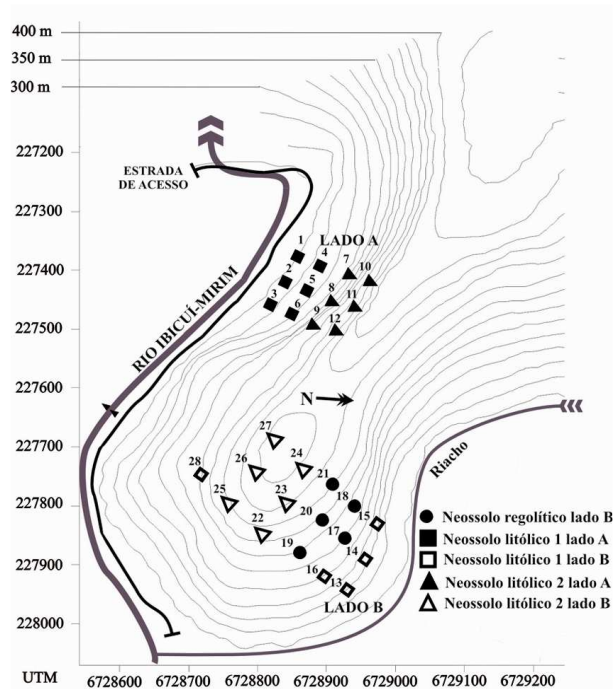 400 m
350 m
300 m
227200
ESTRADA
DE ACESSO
227300
1
LADO A
4
7
10
2
5
227400
8
11
3
6
9
12
227500
RIO IBICUÍ-MIRIM
227600
N
27
227700
Riacho
28
26
24
21
25
23
18
15
227800
20
17
22
19
14
227900
16
13
LADO B
228000
Neossolo regolítico lado B
Neossolo litólico 1 lado A
Neossolo litólico 1 lado B
Neossolo litólico 2 lado A
Neossolo litólico 2 lado B
UTM
6728600 6728700 6728800 6728900 6729000 6729100 6729200